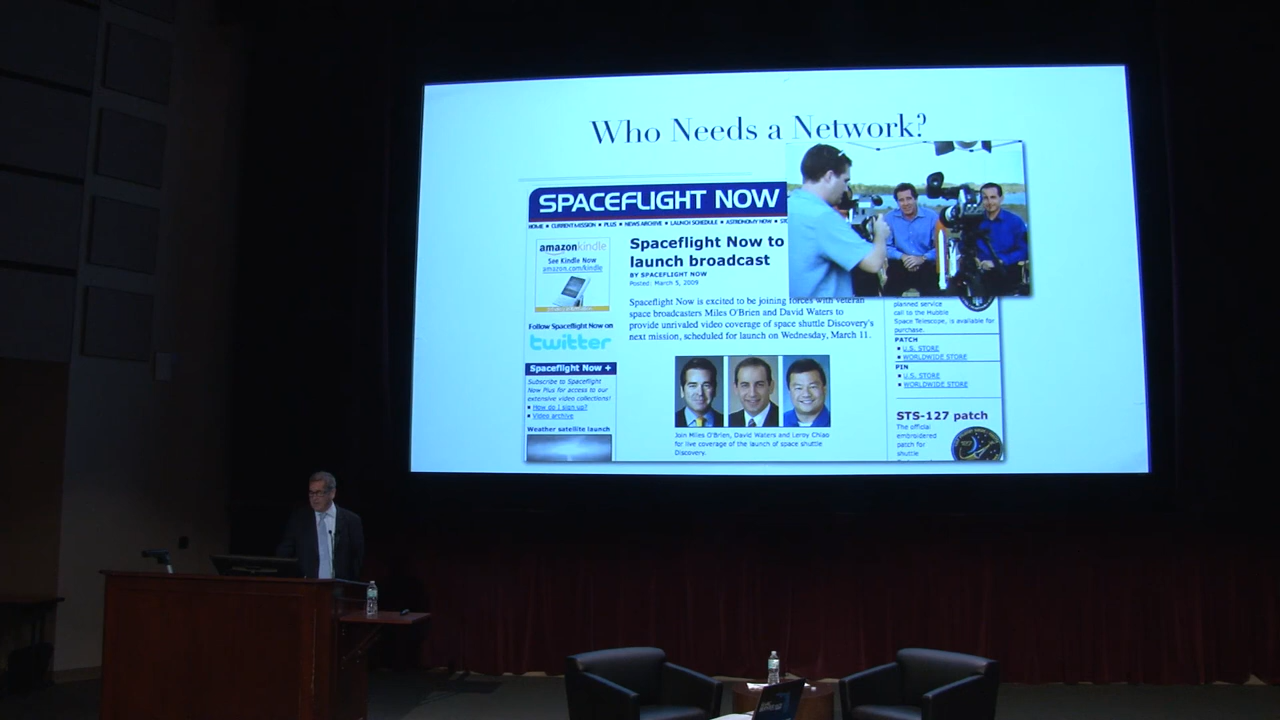 Who Needs a Network?
SPACEFLIGHT NOW
HOME • CURRENT MISSION • PLUS • NEWS ARCHIVE • LAUNCH SCHEDULE • ASTRONOMY NOW •
amazonkindle
See Kindle Now
amazon.com/kindle
Follow Spaceflight Now on
twitter
Spaceflight Now +
Subscribe to Spaceflight
Now Plus for access to our
extensive video collections!
How do I sign up?
Video archive
Weather satellite launch
Spaceflight Now to
launch broadcast
BY SPACEFLIGHT NOW
Posted: March 5, 2009
Spaceflight Now is excited to be joining forces with veteran
space broadcasters Miles O'Brien and David Waters to
provide unrivaled video coverage of space shuttle Discovery's
next mission, scheduled for launch on Wednesday, March 11.
Join Miles O'Brien, David Waters and Leroy Chiao
for live coverage of the launch of space shuttle
Discovery.
planned service
call to the Hubble
Space Telescope, is available for
purchase.
PATCH
U.S. STORE
WORLDWIDE STORE
PIN
U.S. STORE
WORLDWIDE STORE
STS-127 patch
The official
embroidered
patch for
shuttle